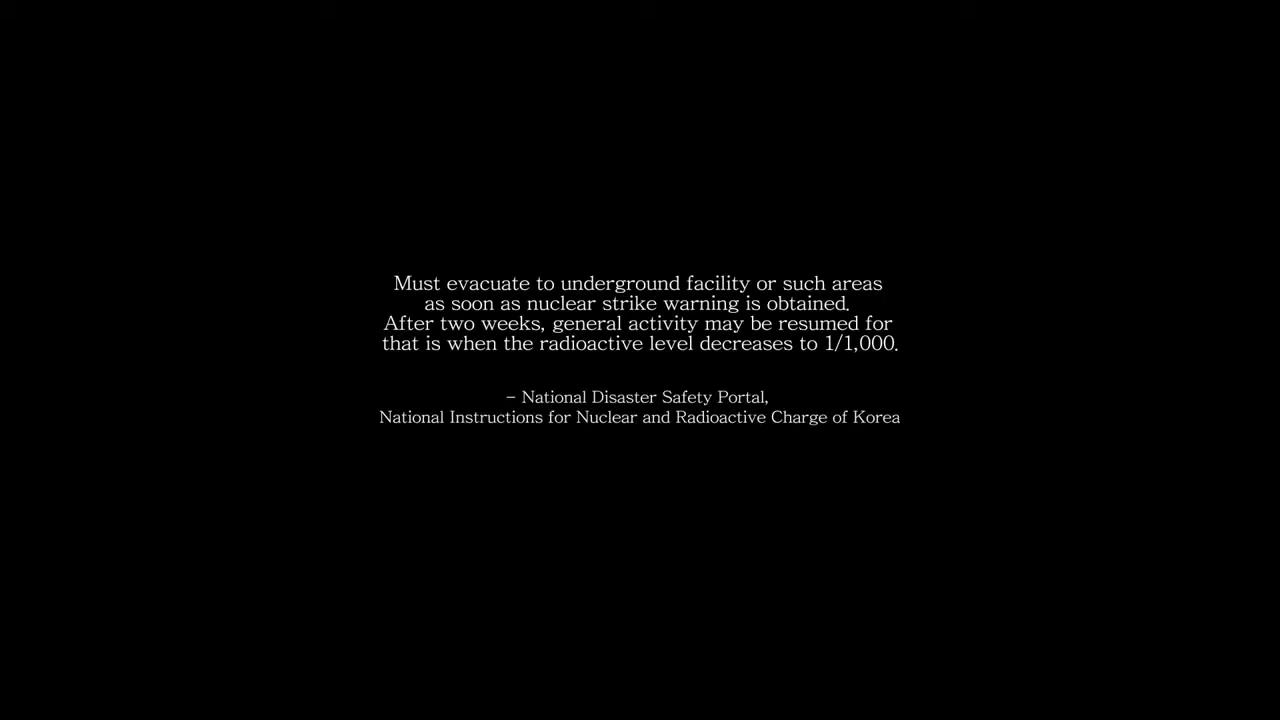 Must evacuate to underground facility or such areas
as soon as nuclear strike warning is obtained.
After two weeks, general activity may be resumed for
that is when the radioactive level decreases to 1/1,000.
– National Disaster Safety Portal,
National Instructions for Nuclear and Radioactive Charge of Korea